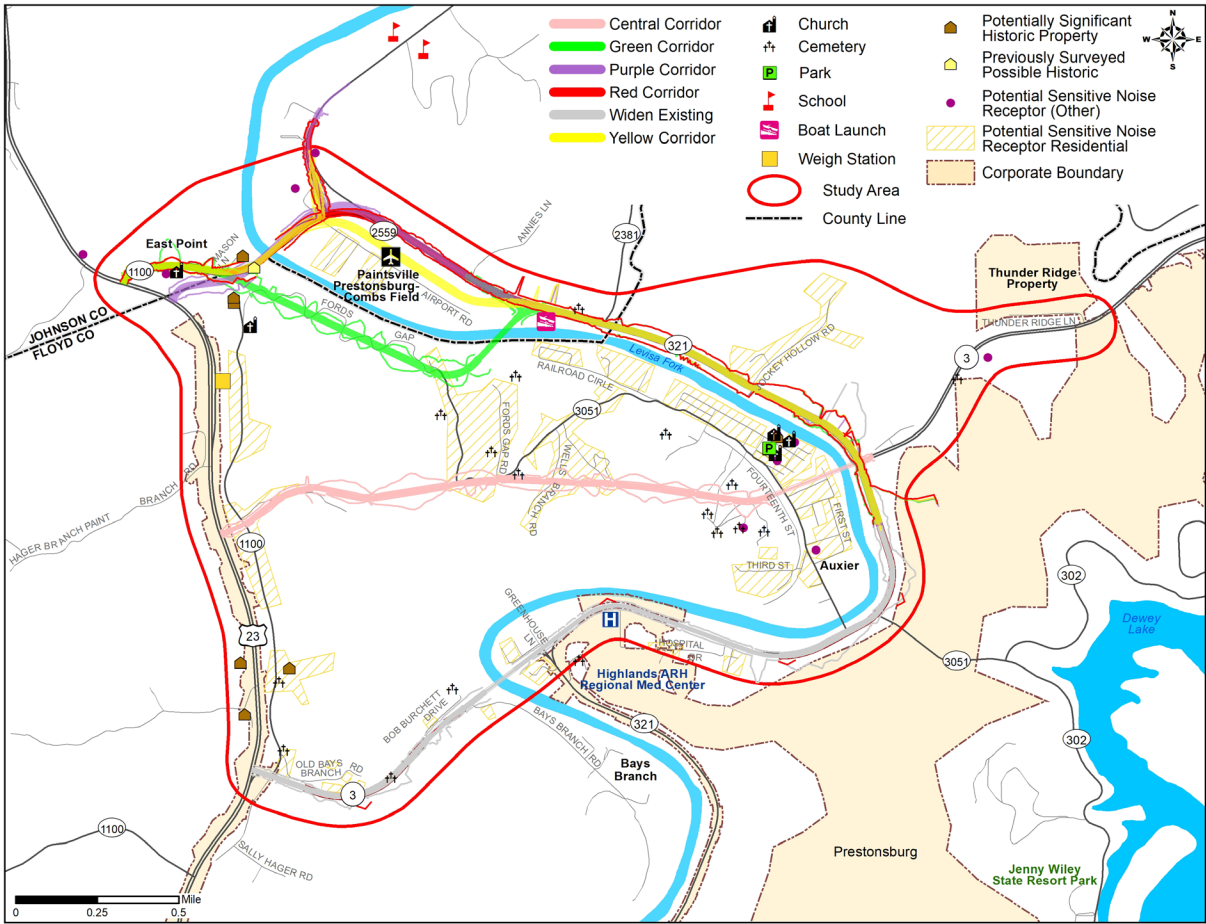 Central Corridor
Green Corridor
Purple Corridor
Red Corridor
Widen Existing
Yellow Corridor
Church
Cemetery
P
Park
School
Boat Launch
Weigh Station
Study Area
County Line
Potentially Significant
Historic Property
Previously Surveyed
Possible Historic
Potential Sensitive Noise
Receptor (Other)
Potential Sensitive Noise
Receptor Residential
Corporate Boundary
N
W
E
S
East Point
MASON
LN
1100
2559
ANNIES LN
2381
Paintsville
Prestonsburg-
Combs Field
AIRPORT RD
FORDS
GAP
JOHNSON CO
FLOYD CO
Thunder Ridge
Property
THUNDER RIDGE LN
3
321
JOCKEY HOLLOW RD
Levisa Fork
RAILROAD CIRLE
3051
FORDS GAP RD
WELLS BRANCH RD
P
FOURTEENTH ST
FIRST ST
THIRD ST
Auxier
HAGER BRANCH PAINT BRANCH RD
1100
23
GREENHOUSE
LN
H
HOSPITAL
DR
Highlands ARH
Regional Med Center
302
Dewey
Lake
3051
BOB BURCHETT
DRIVE
BAYS BRANCH RD
321
302
Bays
Branch
OLD BAYS RD
BRANCH
3
1100
SALLY HAGER RD
Prestonsburg
Jenny Wiley
State Resort Park
Mile
0
0.25
0.5